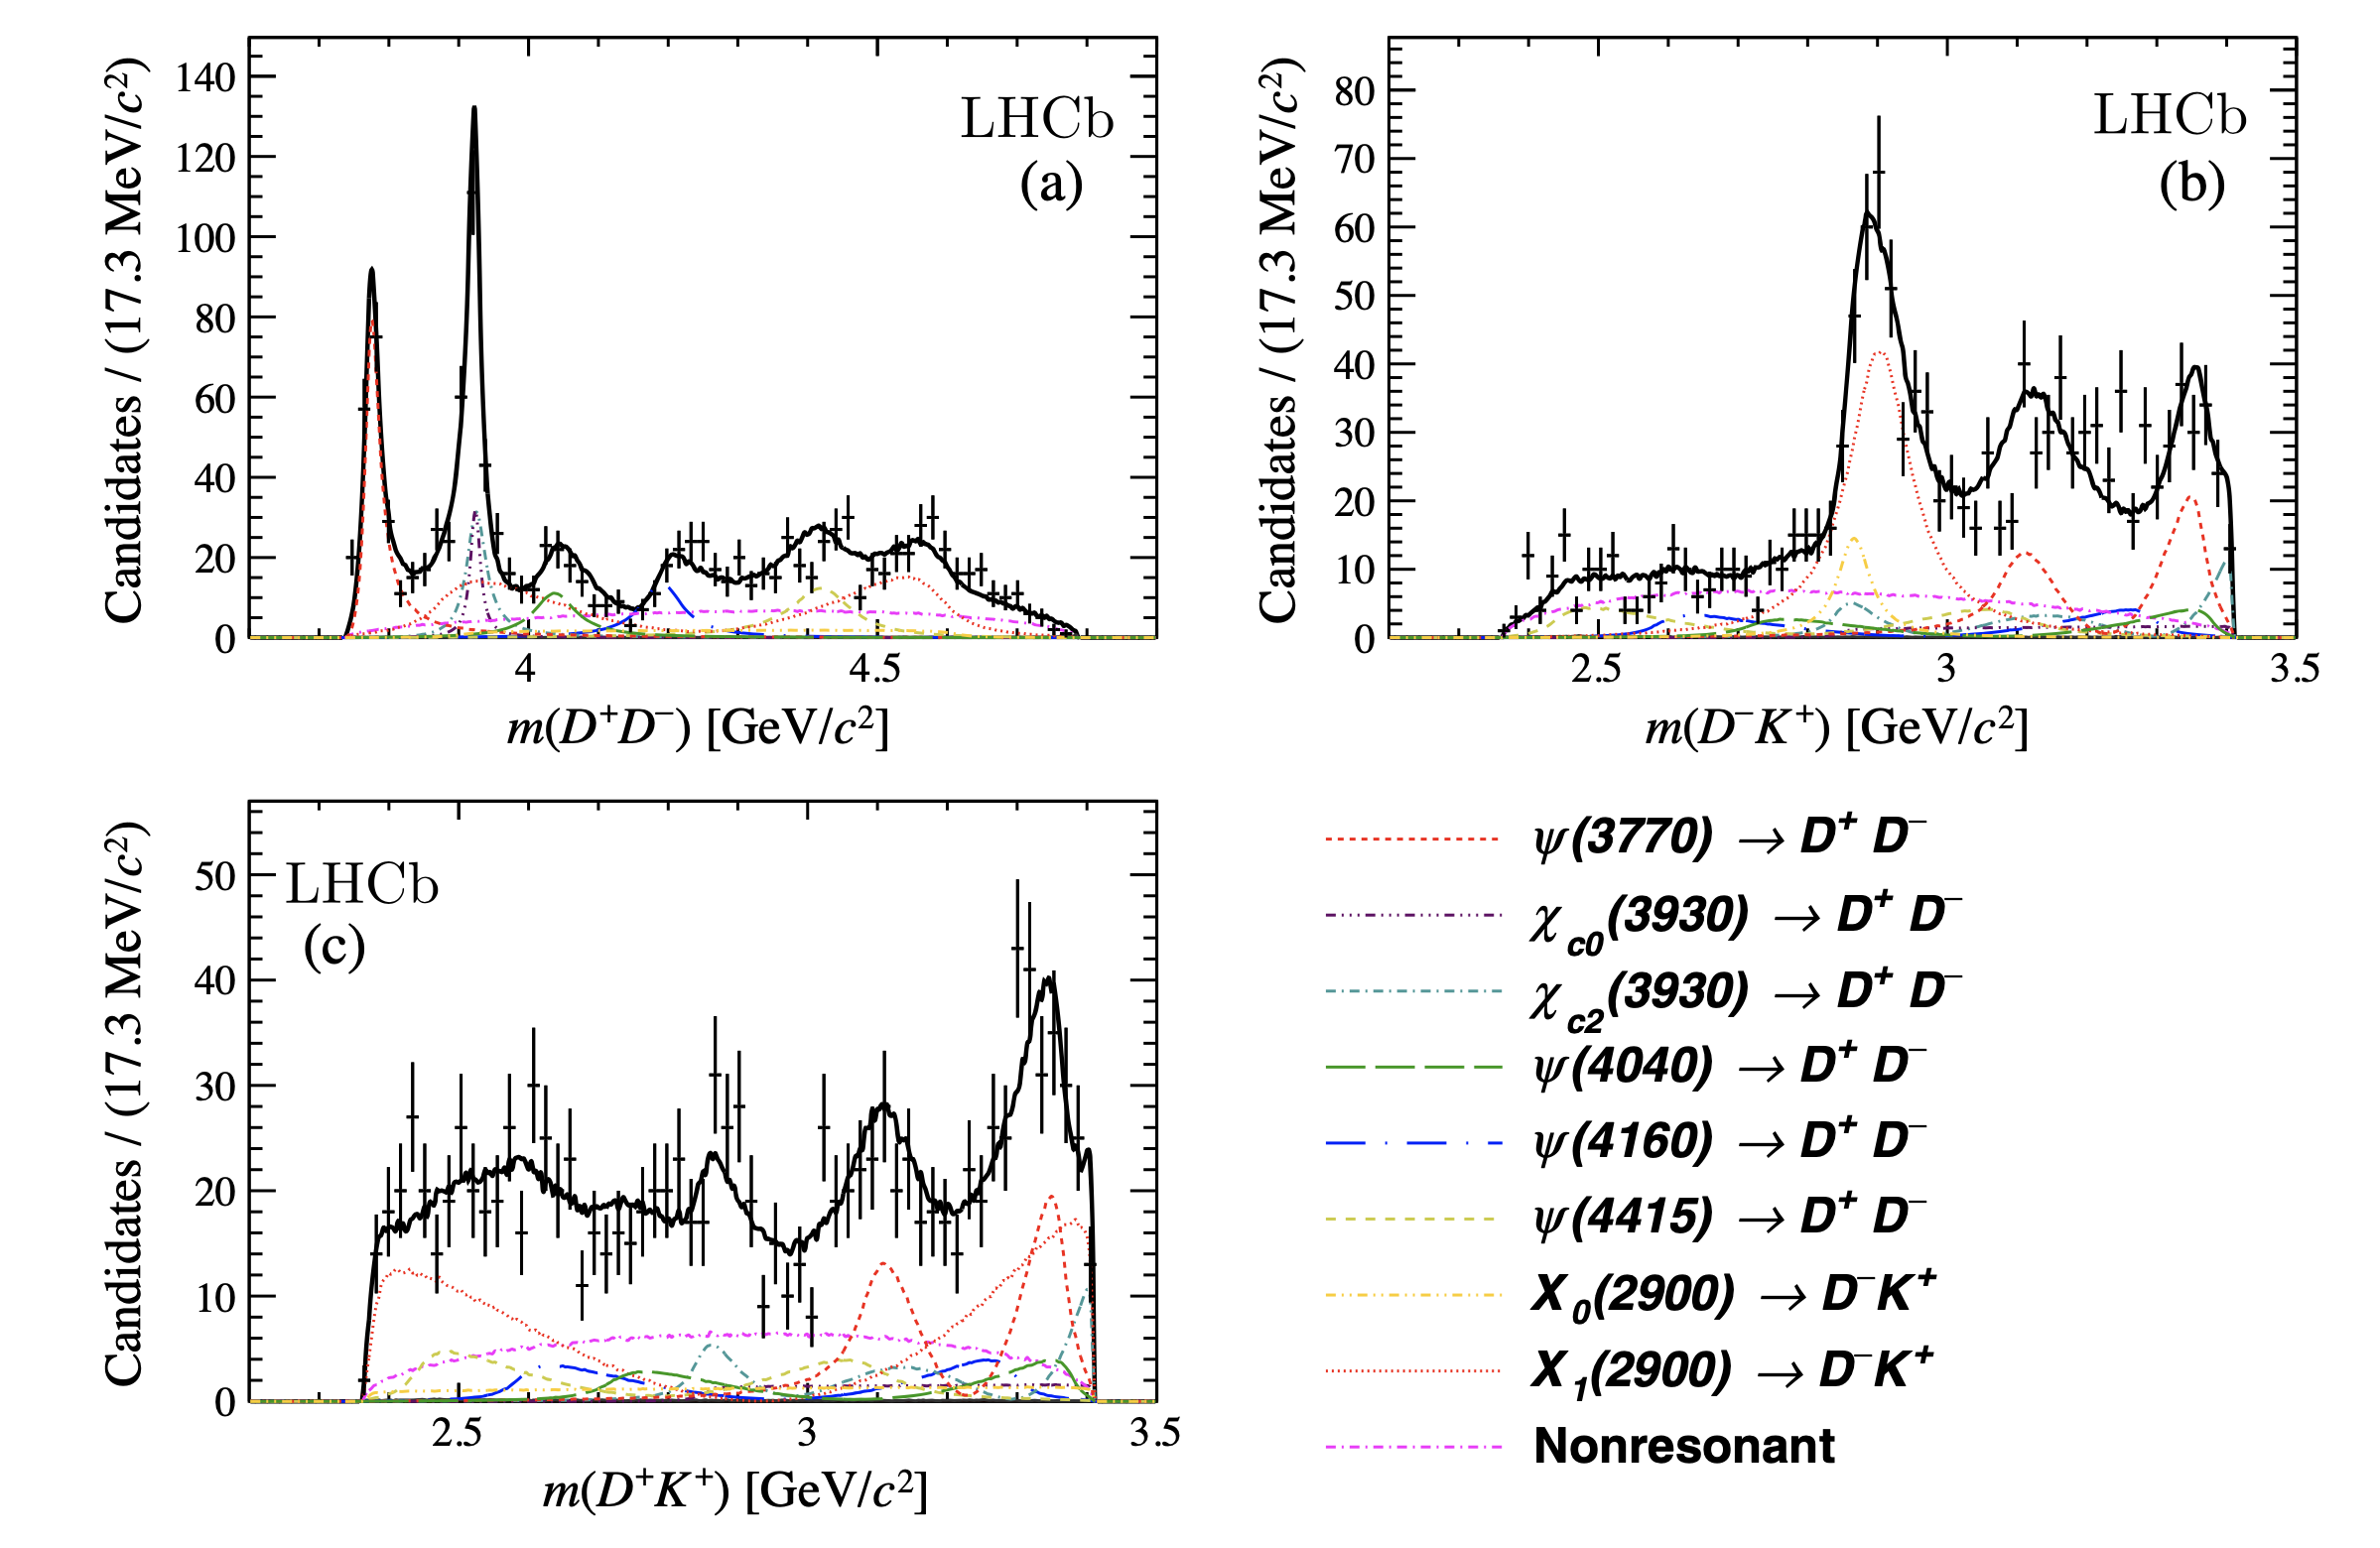 Candidates / (17.3 MeV/c²)
140
120
100
80
60
40
20
0
LHCb
(a)
4
4.5
m(D⁺D⁻) [GeV/c²]
Candidates / (17.3 MeV/c²)
80
70
60
50
40
30
20
10
0
LHCb
(b)
2.5
3
3.5
m(D⁻K⁺) [GeV/c²]
Candidates / (17.3 MeV/c²)
50
40
30
20
10
0
LHCb
(c)
2.5
3
3.5
m(D⁺K⁺) [GeV/c²]
ψ(3770) → D⁺ D⁻
χc0(3930) → D⁺ D⁻
χc2(3930) → D⁺ D⁻
ψ(4040) → D⁺ D⁻
ψ(4160) → D⁺ D⁻
ψ(4415) → D⁺ D⁻
X₀(2900) → D⁻K⁺
X₁(2900) → D⁻K⁺
Nonresonant